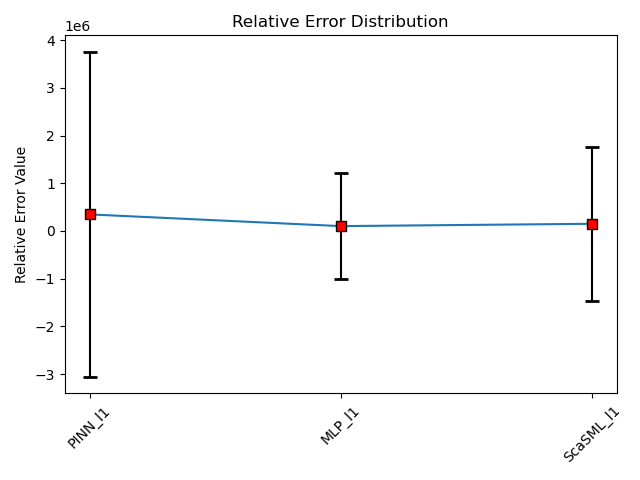 Relative Error Distribution
1e6
4
3
2
1
0
−1
−2
−3
Relative Error Value
PINN_l1
MLP_l1
ScaSML_l1